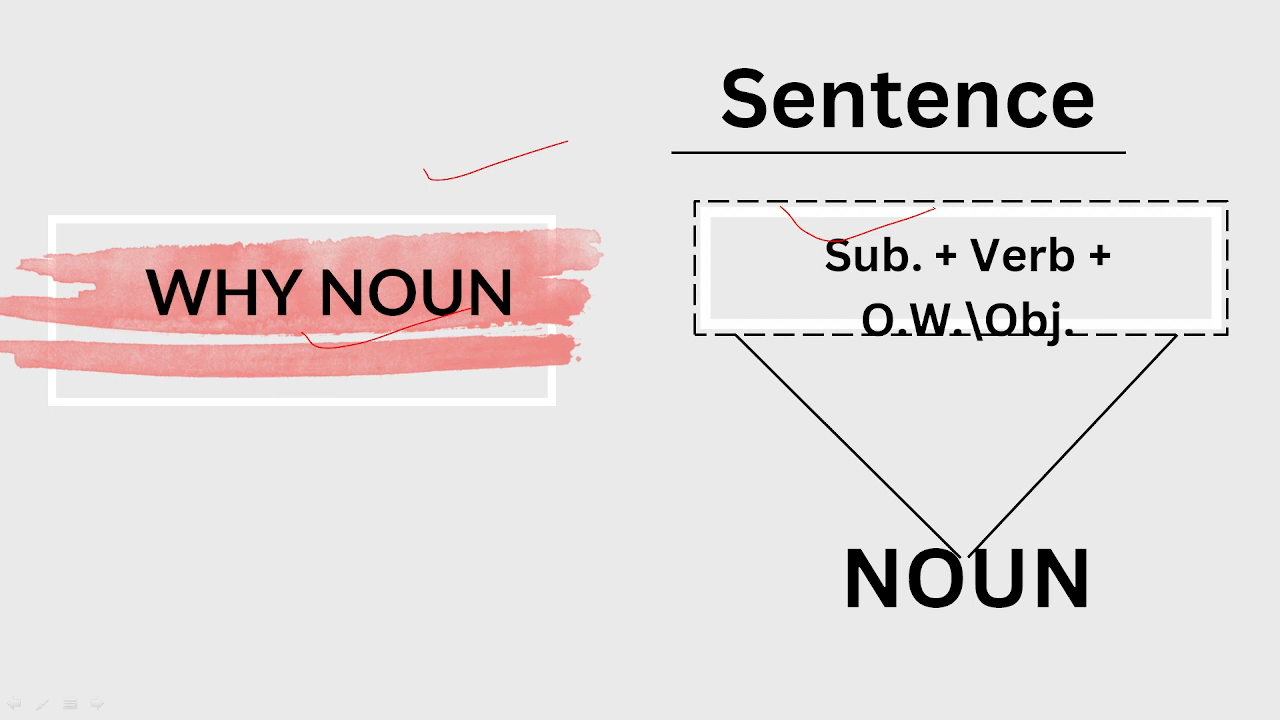 WHY NOUN
Sentence
Sub. + Verb +
O.W.\Obj.
NOUN